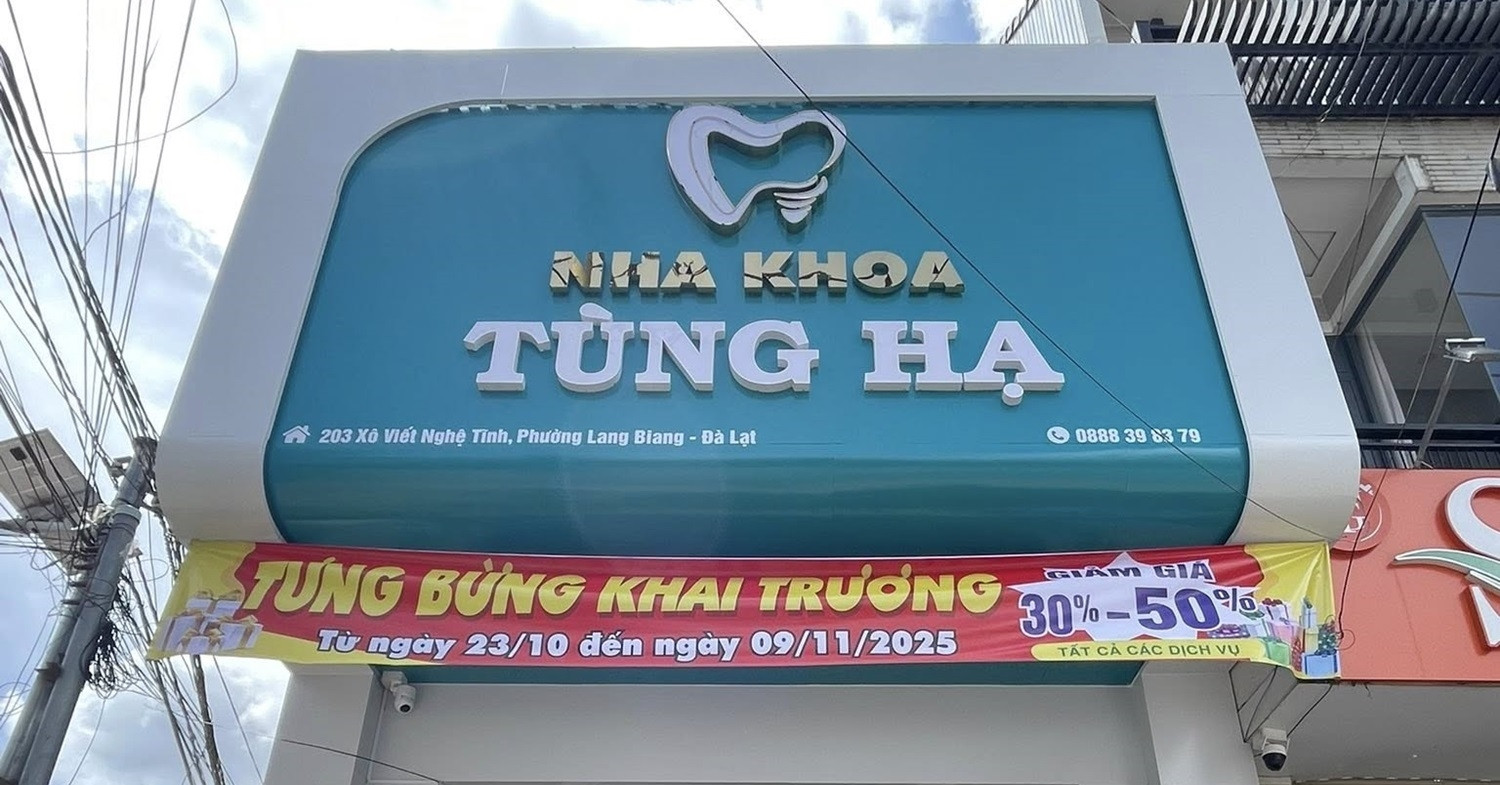 NHA KHOA
TÙNG HẠ
203 Xô Viết Nghệ Tĩnh, Phường Lang Biang - Đà Lạt
0888 39 83 79
TƯNG BỪNG KHAI TRƯƠNG
Từ ngày 23/10 đến ngày 09/11/2025
GIẢM GIÁ
30% - 50%
TẤT CẢ CÁC DỊCH VỤ